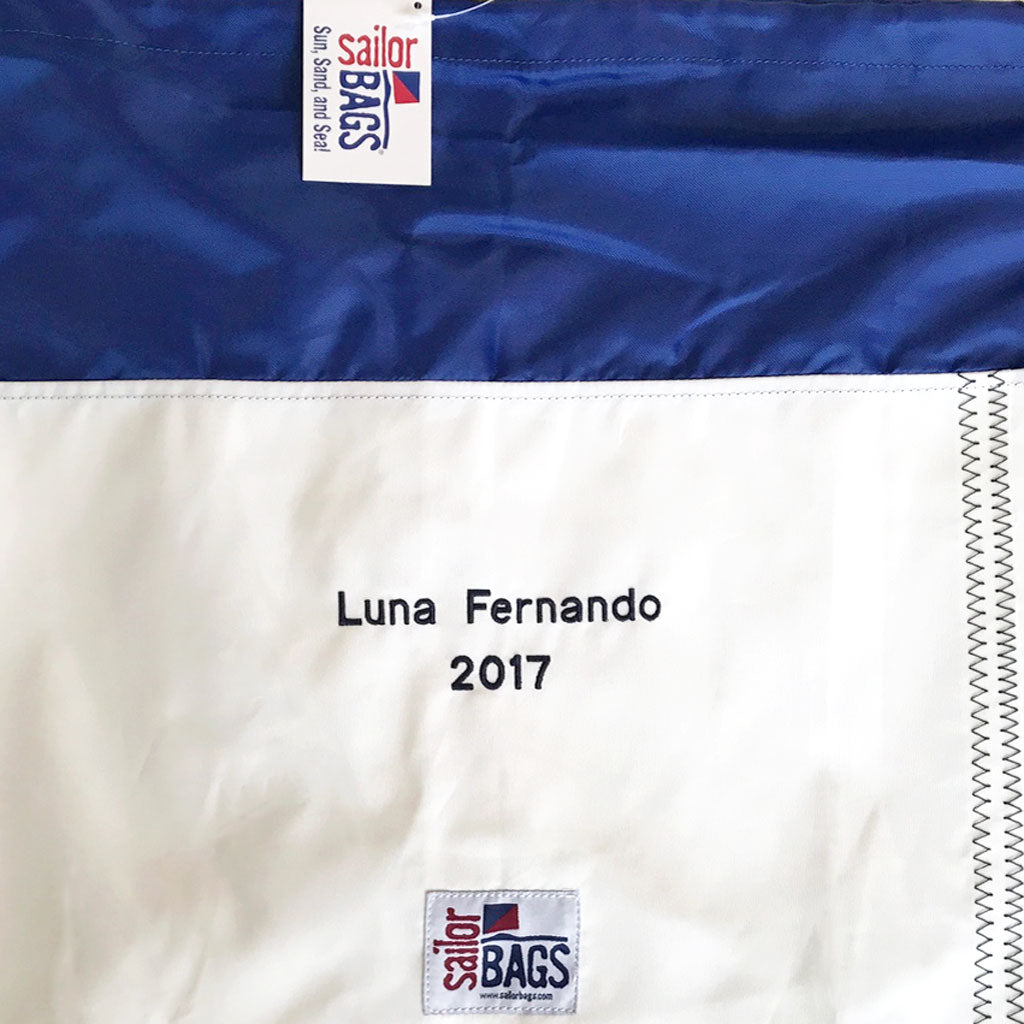 sailor
BAGS®
Sun, Sand, and Sea!
Luna Fernando
2017
sailor
BAGS
www.sailorbags.com